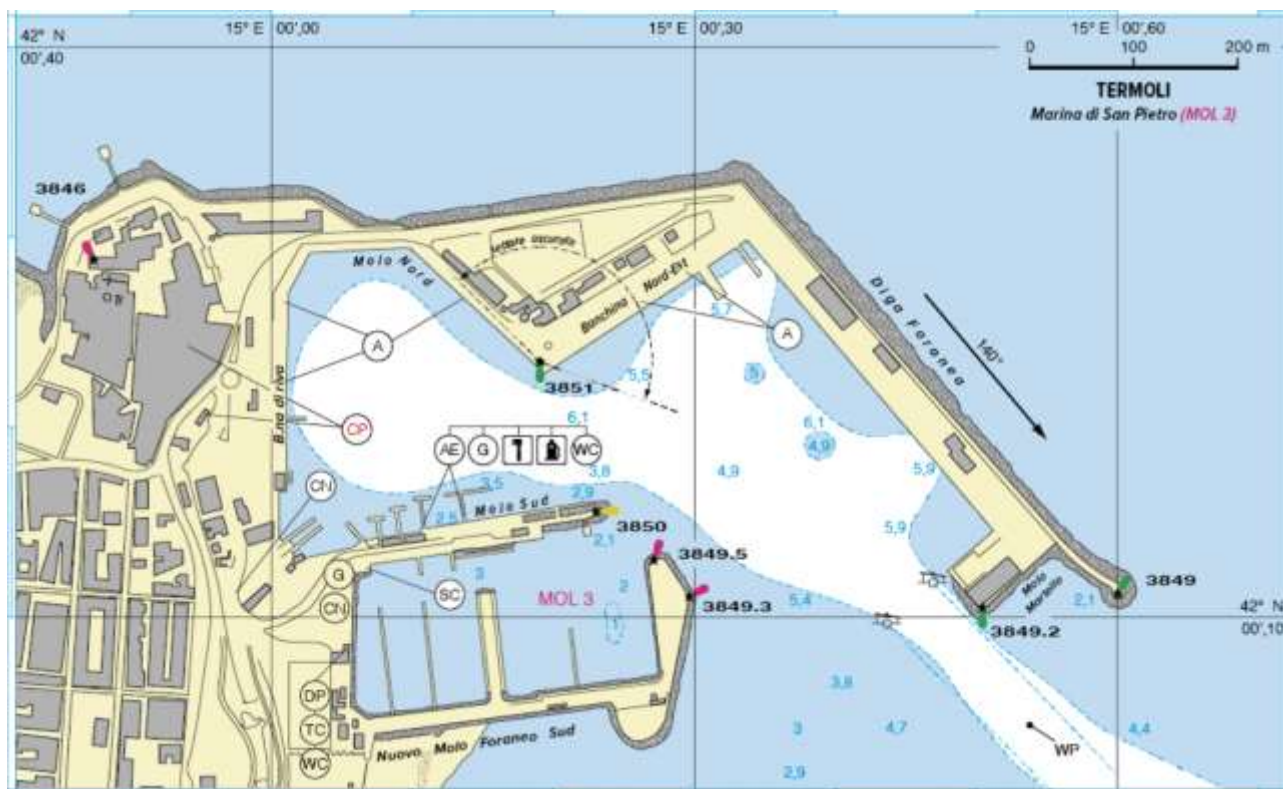 42° N
00',40
15° E 00',00
15° E 00',30
15° E 00',60
0 100 200 m
TERMOLI
Marina di San Pietro (MOL 3)
3846
Molo Nord
settore oscurato
Banchina Nord-Est
Diga Foranea
140°
A
A
5,7
5
5,5
3851
6,1
6,1
4,9
B.na di riva
CP
AE G WC
3,8
4,9
5,9
CN
3,5
2,9
Molo Sud
3850
2,1
5,9
3849.5
G
SC
3
2
MOL 3
1
CN
3849.3
5,4
3849
Molo Martello
2,1
3849.2
42° N
00',10
DP
TC
WC
3,8
3
4,7
WP
4,4
Nuovo Molo Foraneo Sud
2,9